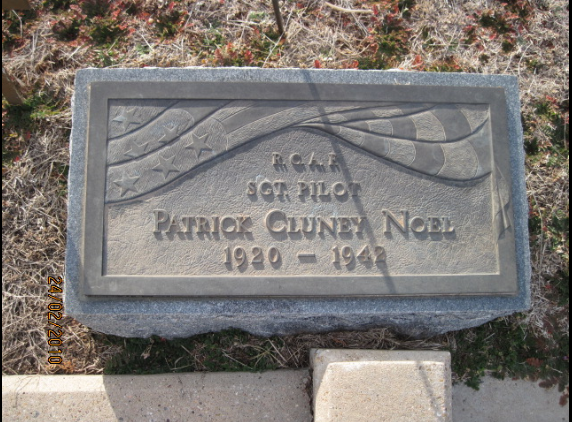 R.C.A.F.
SGT. PILOT
PATRICK CLUNEY NOEL
1920 — 1942
24/02/2010